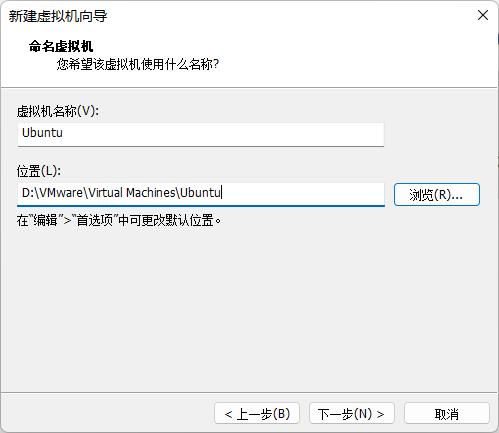 新建虚拟机向导
命名虚拟机
您希望该虚拟机使用什么名称?
虚拟机名称(V):
Ubuntu
位置(L):
D:\VMware\Virtual Machines\Ubuntu
浏览(R)...
在“编辑”>“首选项”中可更改默认位置。
< 上一步(B)
下一步(N) >
取消